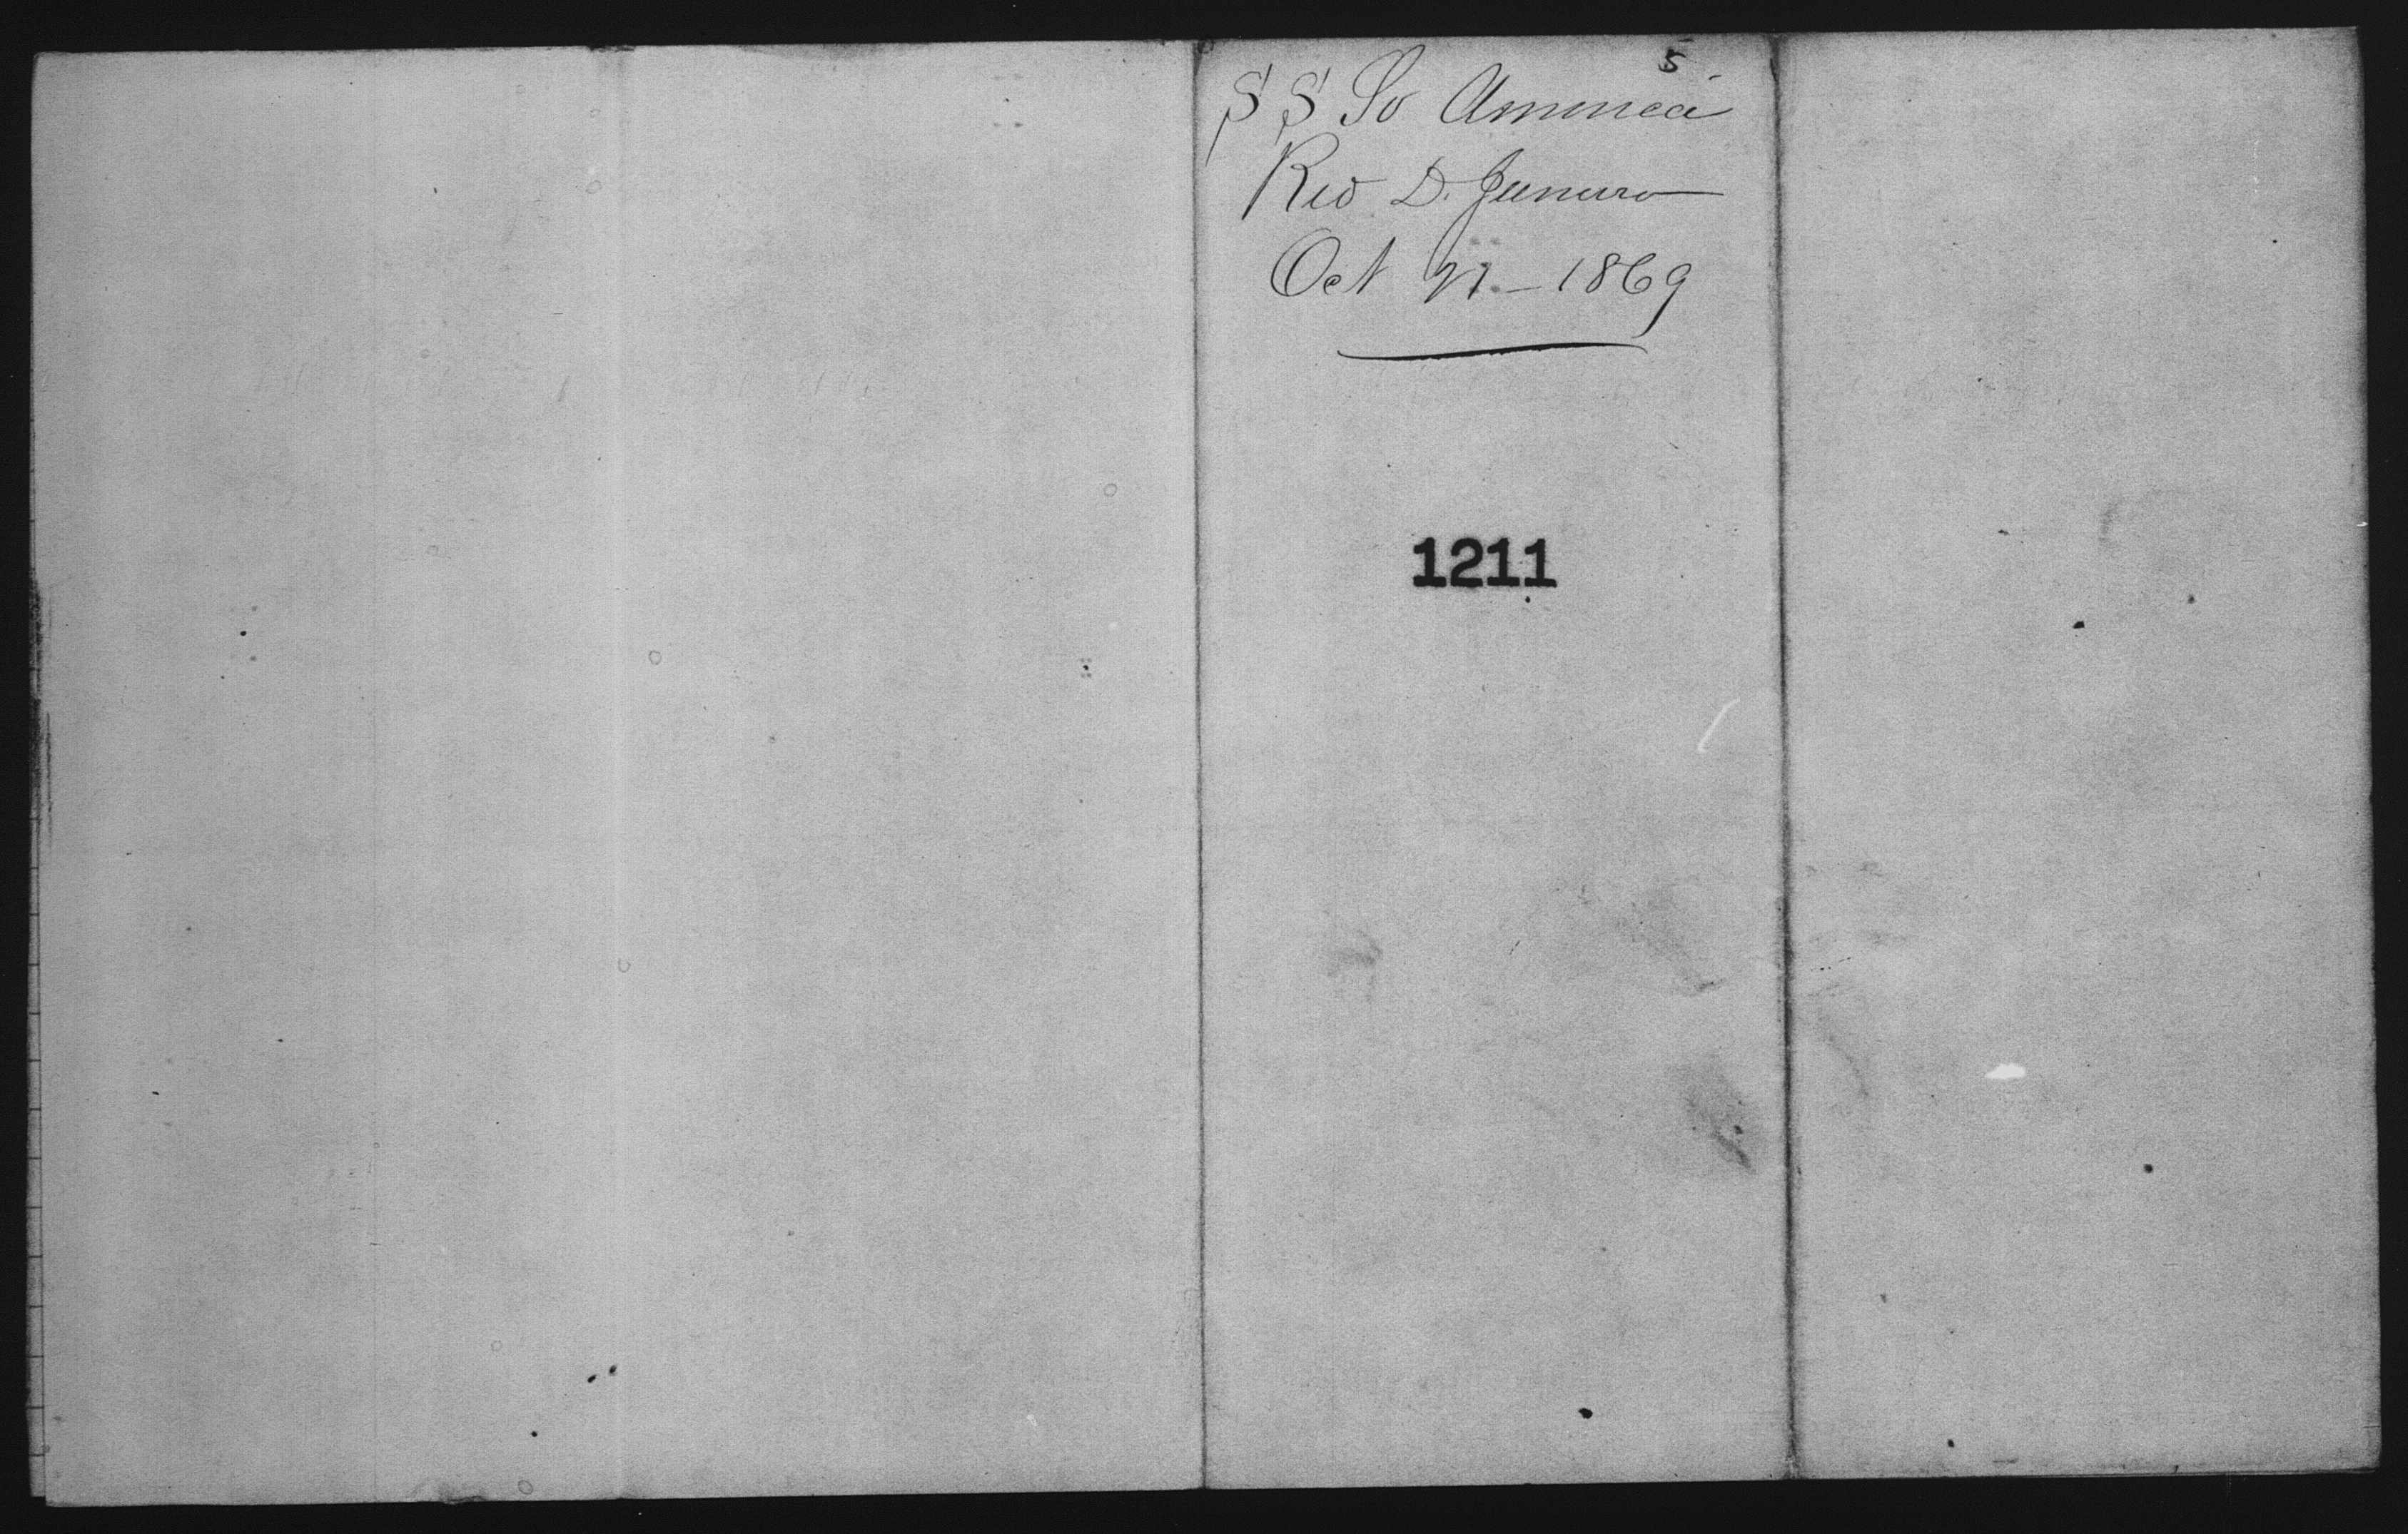 5
S S So America
Rio D. Janeiro
Oct 21 – 1869
1211